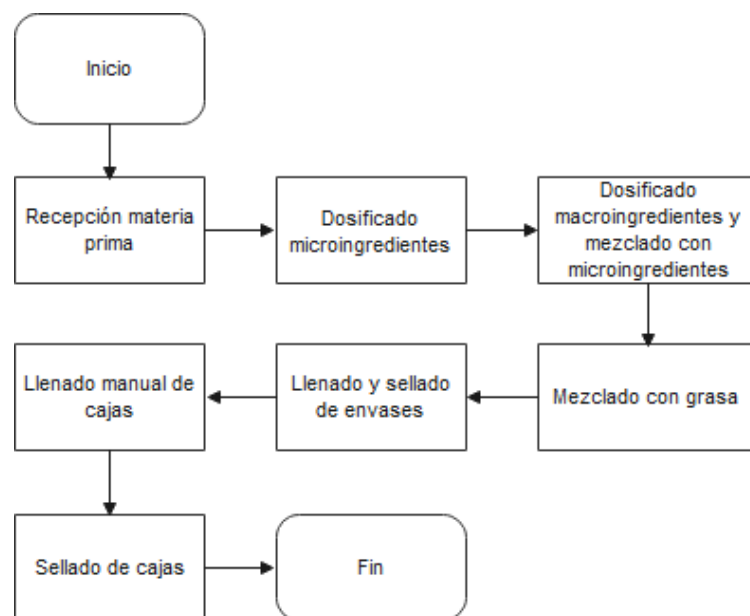 Inicio
Recepción materia
prima
Dosificado
microingredientes
Dosificado
macroingredientes y
mezclado con
microingredientes
Mezclado con grasa
Llenado y sellado
de envases
Llenado manual de
cajas
Sellado de cajas
Fin